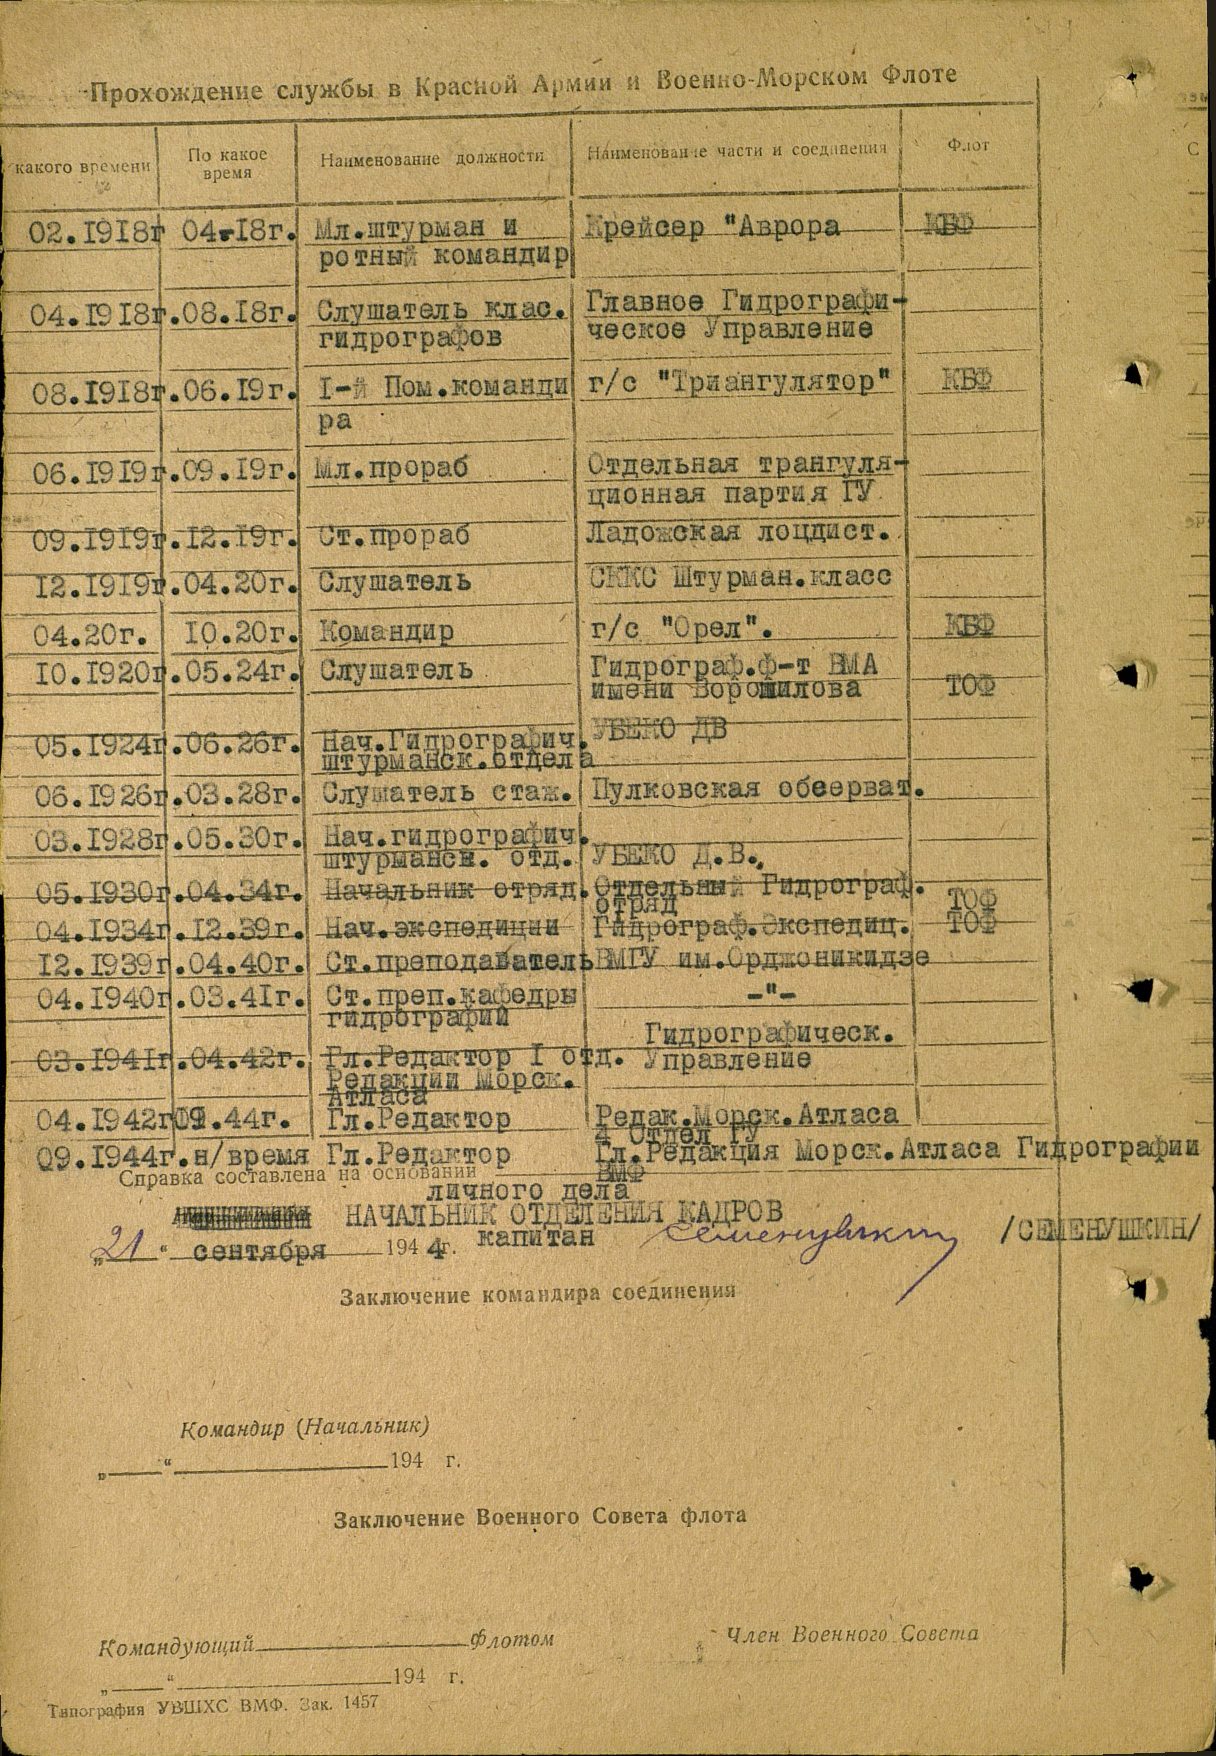 Прохождение службы в Красной Армии и Военно-Морском Флоте
какого времени По какое время Наименование должности Наименование части и соединения Флот
02.1918г 04-18г. Мл.штурман и Крейсер "Аврора КБФ
ротный командир
04.1918г.08.18г. Слушатель клас. Главное Гидрографи-
гидрографов ческое Управление
08.1918г.06.19г. I-й Пом.команди г/с "Триангулятор" КБФ
ра
06.1919г.09.19г. Мл.прораб Отдельная трангуля-
ционная партия ГУ
09.1919г.12.19г. Ст.прораб Ладожская лоцдист.
12.1919г.04.20г. Слушатель СККС Штурман.класс
04.20г. 10.20г. Командир г/с "Орел". КБФ
10.1920г.05.24г. Слушатель Гидрограф.ф-т ВМА
имени Ворошилова ТОФ
05.1924г.06.26г. Нач.Гидрографич. УБЕКО ДВ
штурманск.отдела
06.1926г.03.28г. Слушатель стаж. Пулковская обсерват.
03.1928г.05.30г. Нач.гидрографич.
штурманск. отд. УБЕКО Д.В.
05.1930г.04.34г. Начальник отряд. Отдельный Гидрограф.
отряд ТОФ
04.1934г.12.39г. Нач.экспедиции Гидрограф.Экспедиц. ТОФ
12.1939г.04.40г. Ст.преподаватель ВМГУ им.Орджоникидзе
04.1940г.03.41г. Ст.преп.кафедры -"-
гидрографии
Гидрографическ.
03.1941г.04.42г. Гл.Редактор I отд. Управление
Редакции Морск.
Атласа
04.1942г09.44г. Гл.Редактор Редак.Морск.Атласа
4 Отдел ГУ
09.1944г.н/время Гл.Редактор Гл.Редакция Морск.Атласа Гидрографии
ВМФ
Справка составлена на основании
личного дела
НАЧАЛЬНИК ОТДЕЛЕНИЯ КАДРОВ
„21“ сентября 1944г. капитан Семенушкин /СЕМЕНУШКИН/
Заключение командира соединения
Командир (Начальник)
„ “ 194 г.
Заключение Военного Совета флота
Командующий Флотом Член Военного Совета
„ “ 194 г.
Типография УВШХС ВМФ. Зак. 1457